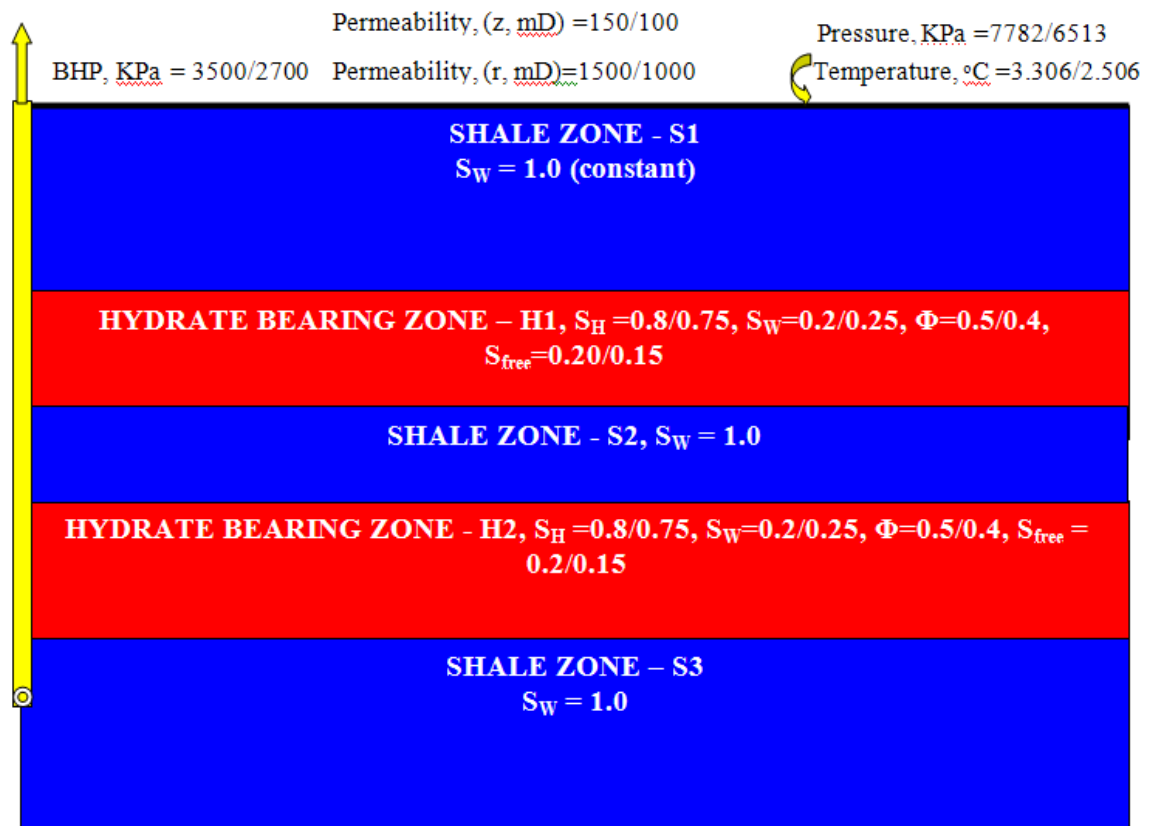 Permeability, (z, mD) =150/100
Pressure, KPa =7782/6513
BHP, KPa = 3500/2700
Permeability, (r, mD)=1500/1000
Temperature, °C =3.306/2.506
SHALE ZONE - S1
SW = 1.0 (constant)
HYDRATE BEARING ZONE – H1, SH =0.8/0.75, SW=0.2/0.25, Φ=0.5/0.4,
Sfree=0.20/0.15
SHALE ZONE - S2, SW = 1.0
HYDRATE BEARING ZONE - H2, SH =0.8/0.75, SW=0.2/0.25, Φ=0.5/0.4, Sfree =
0.2/0.15
SHALE ZONE – S3
SW = 1.0